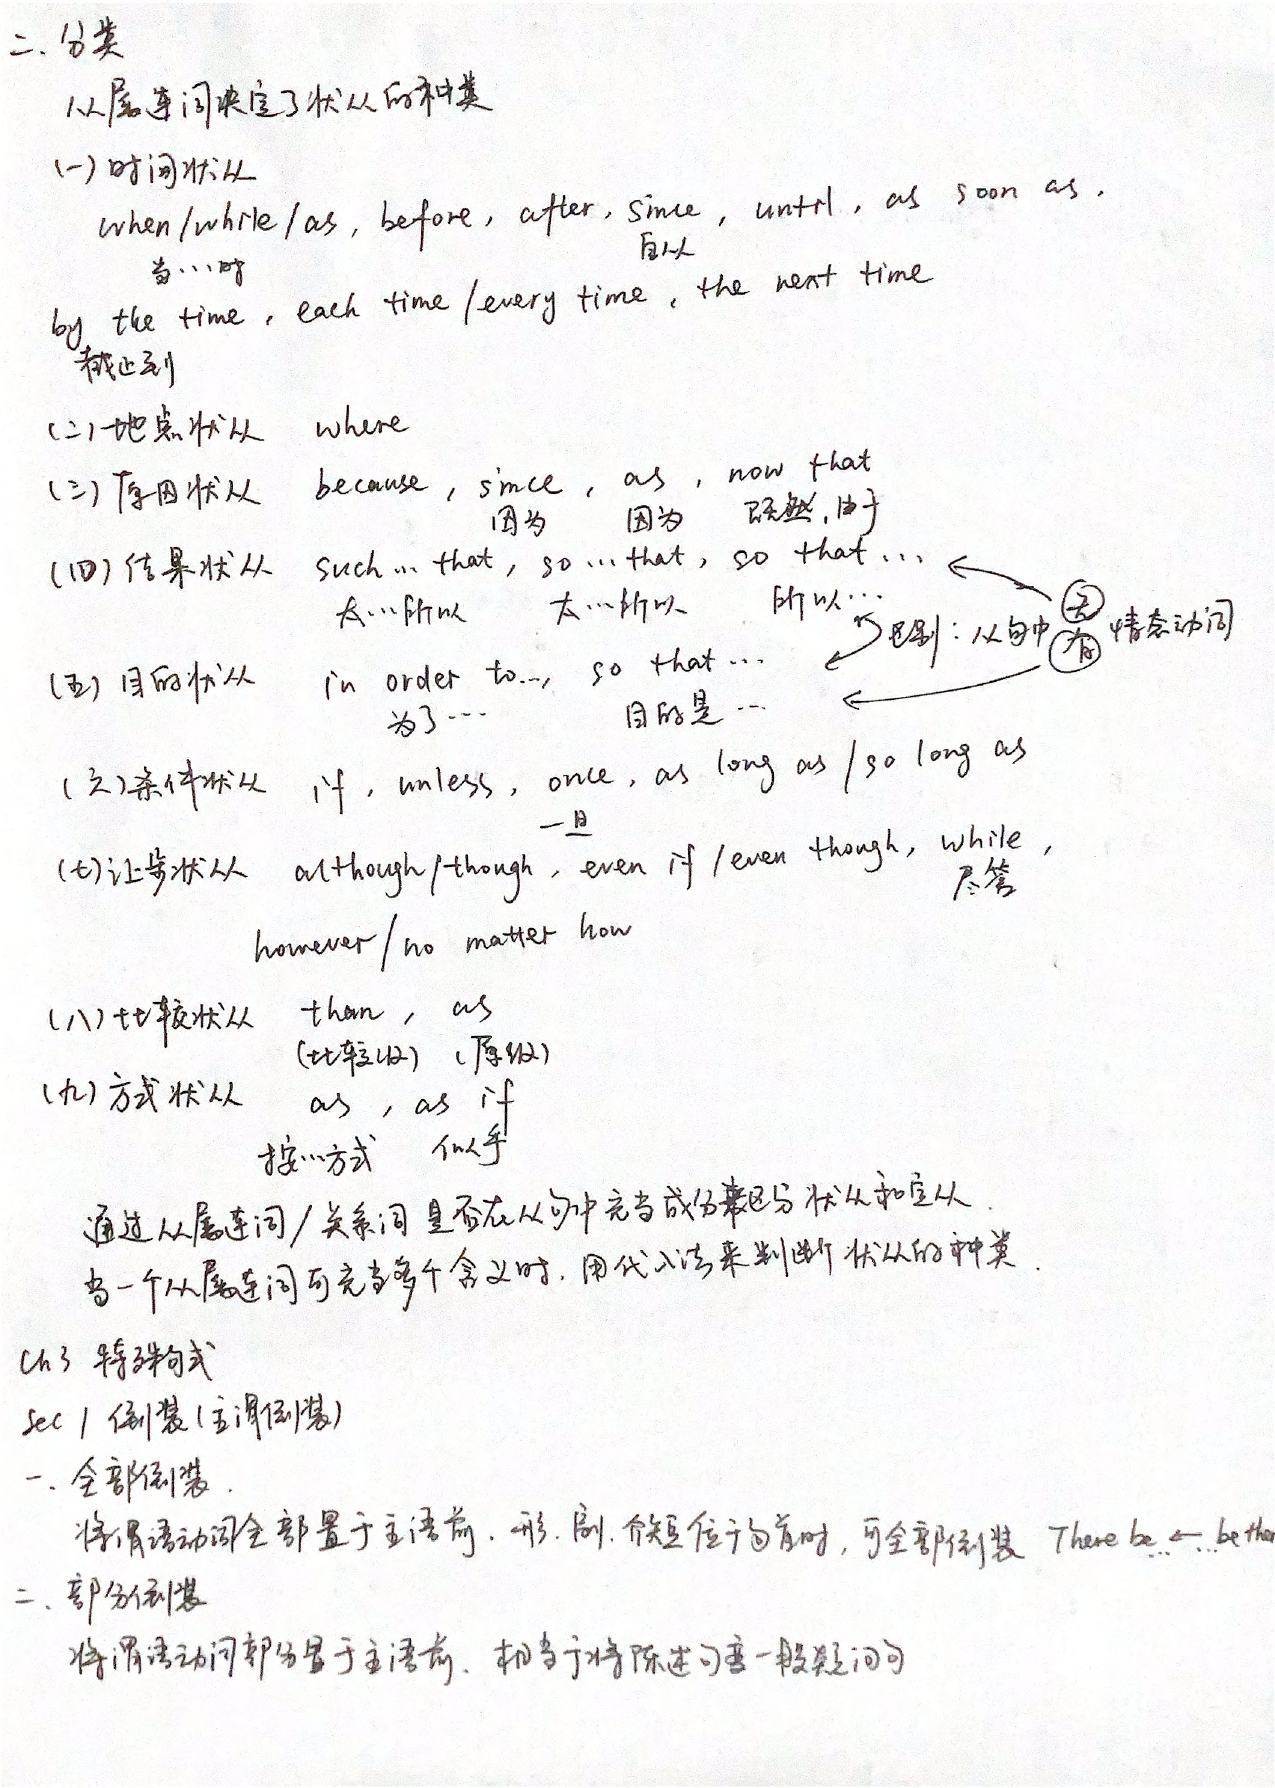 二、分类
从属连词决定了状从的种类
(一)时间状从
when/while/as, before, after, since, until, as soon as,
当…时 自从
by the time, each time/every time, the next time
截止到
(二)地点状从 where
(三)原因状从 because, since, as, now that
因为 因为 既然,由于
(四)结果状从 such…that, so…that, so that…
太…所以 太…所以 所以…
区别:从句中 无 情态动词
有
(五)目的状从 in order to…, so that…
为了… 目的是…
(六)条件状从 if, unless, once, as long as/so long as
一旦
(七)让步状从 although/though, even if/even though, while,
尽管
however/no matter how
(八)比较状从 than, as
(比较级) (原级)
(九)方式状从 as, as if
按…方式 似乎
通过从属连词/关系词是否在从句中充当成分来区分状从和定从.
当一个从属连词可充当多个含义时,用代入法来判断状从的种类.
Ch3 特殊句式
sec 1 倒装(主谓倒装)
一、全部倒装.
将谓语动词全部置于主语前.形.副.介短位于句首时,可全部倒装 There be…←…be ther
二、部分倒装
将谓语动词部分置于主语前、相当于将陈述句变一般疑问句